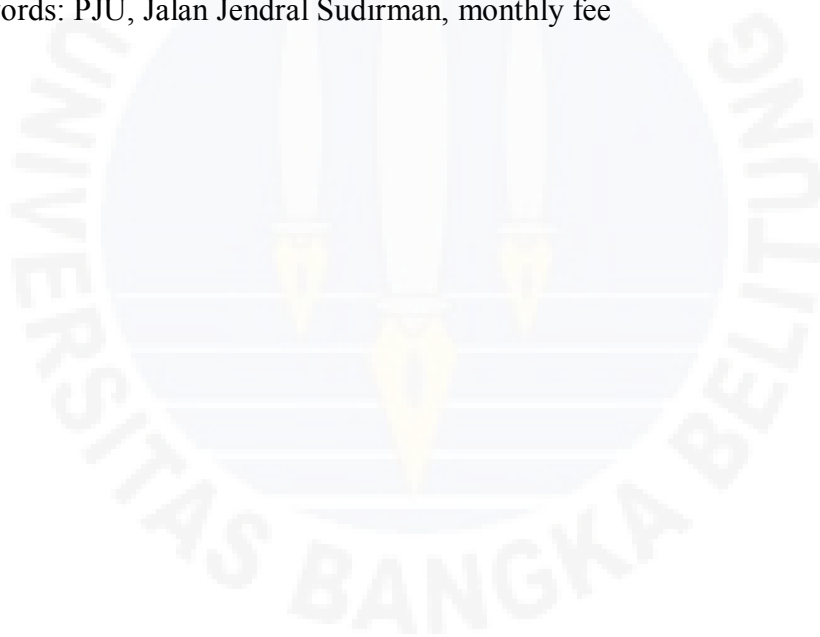 ords: PJU, Jalan Jendral Sudirman, monthly fee
UNIVERSITAS BANGKA BELITUNG